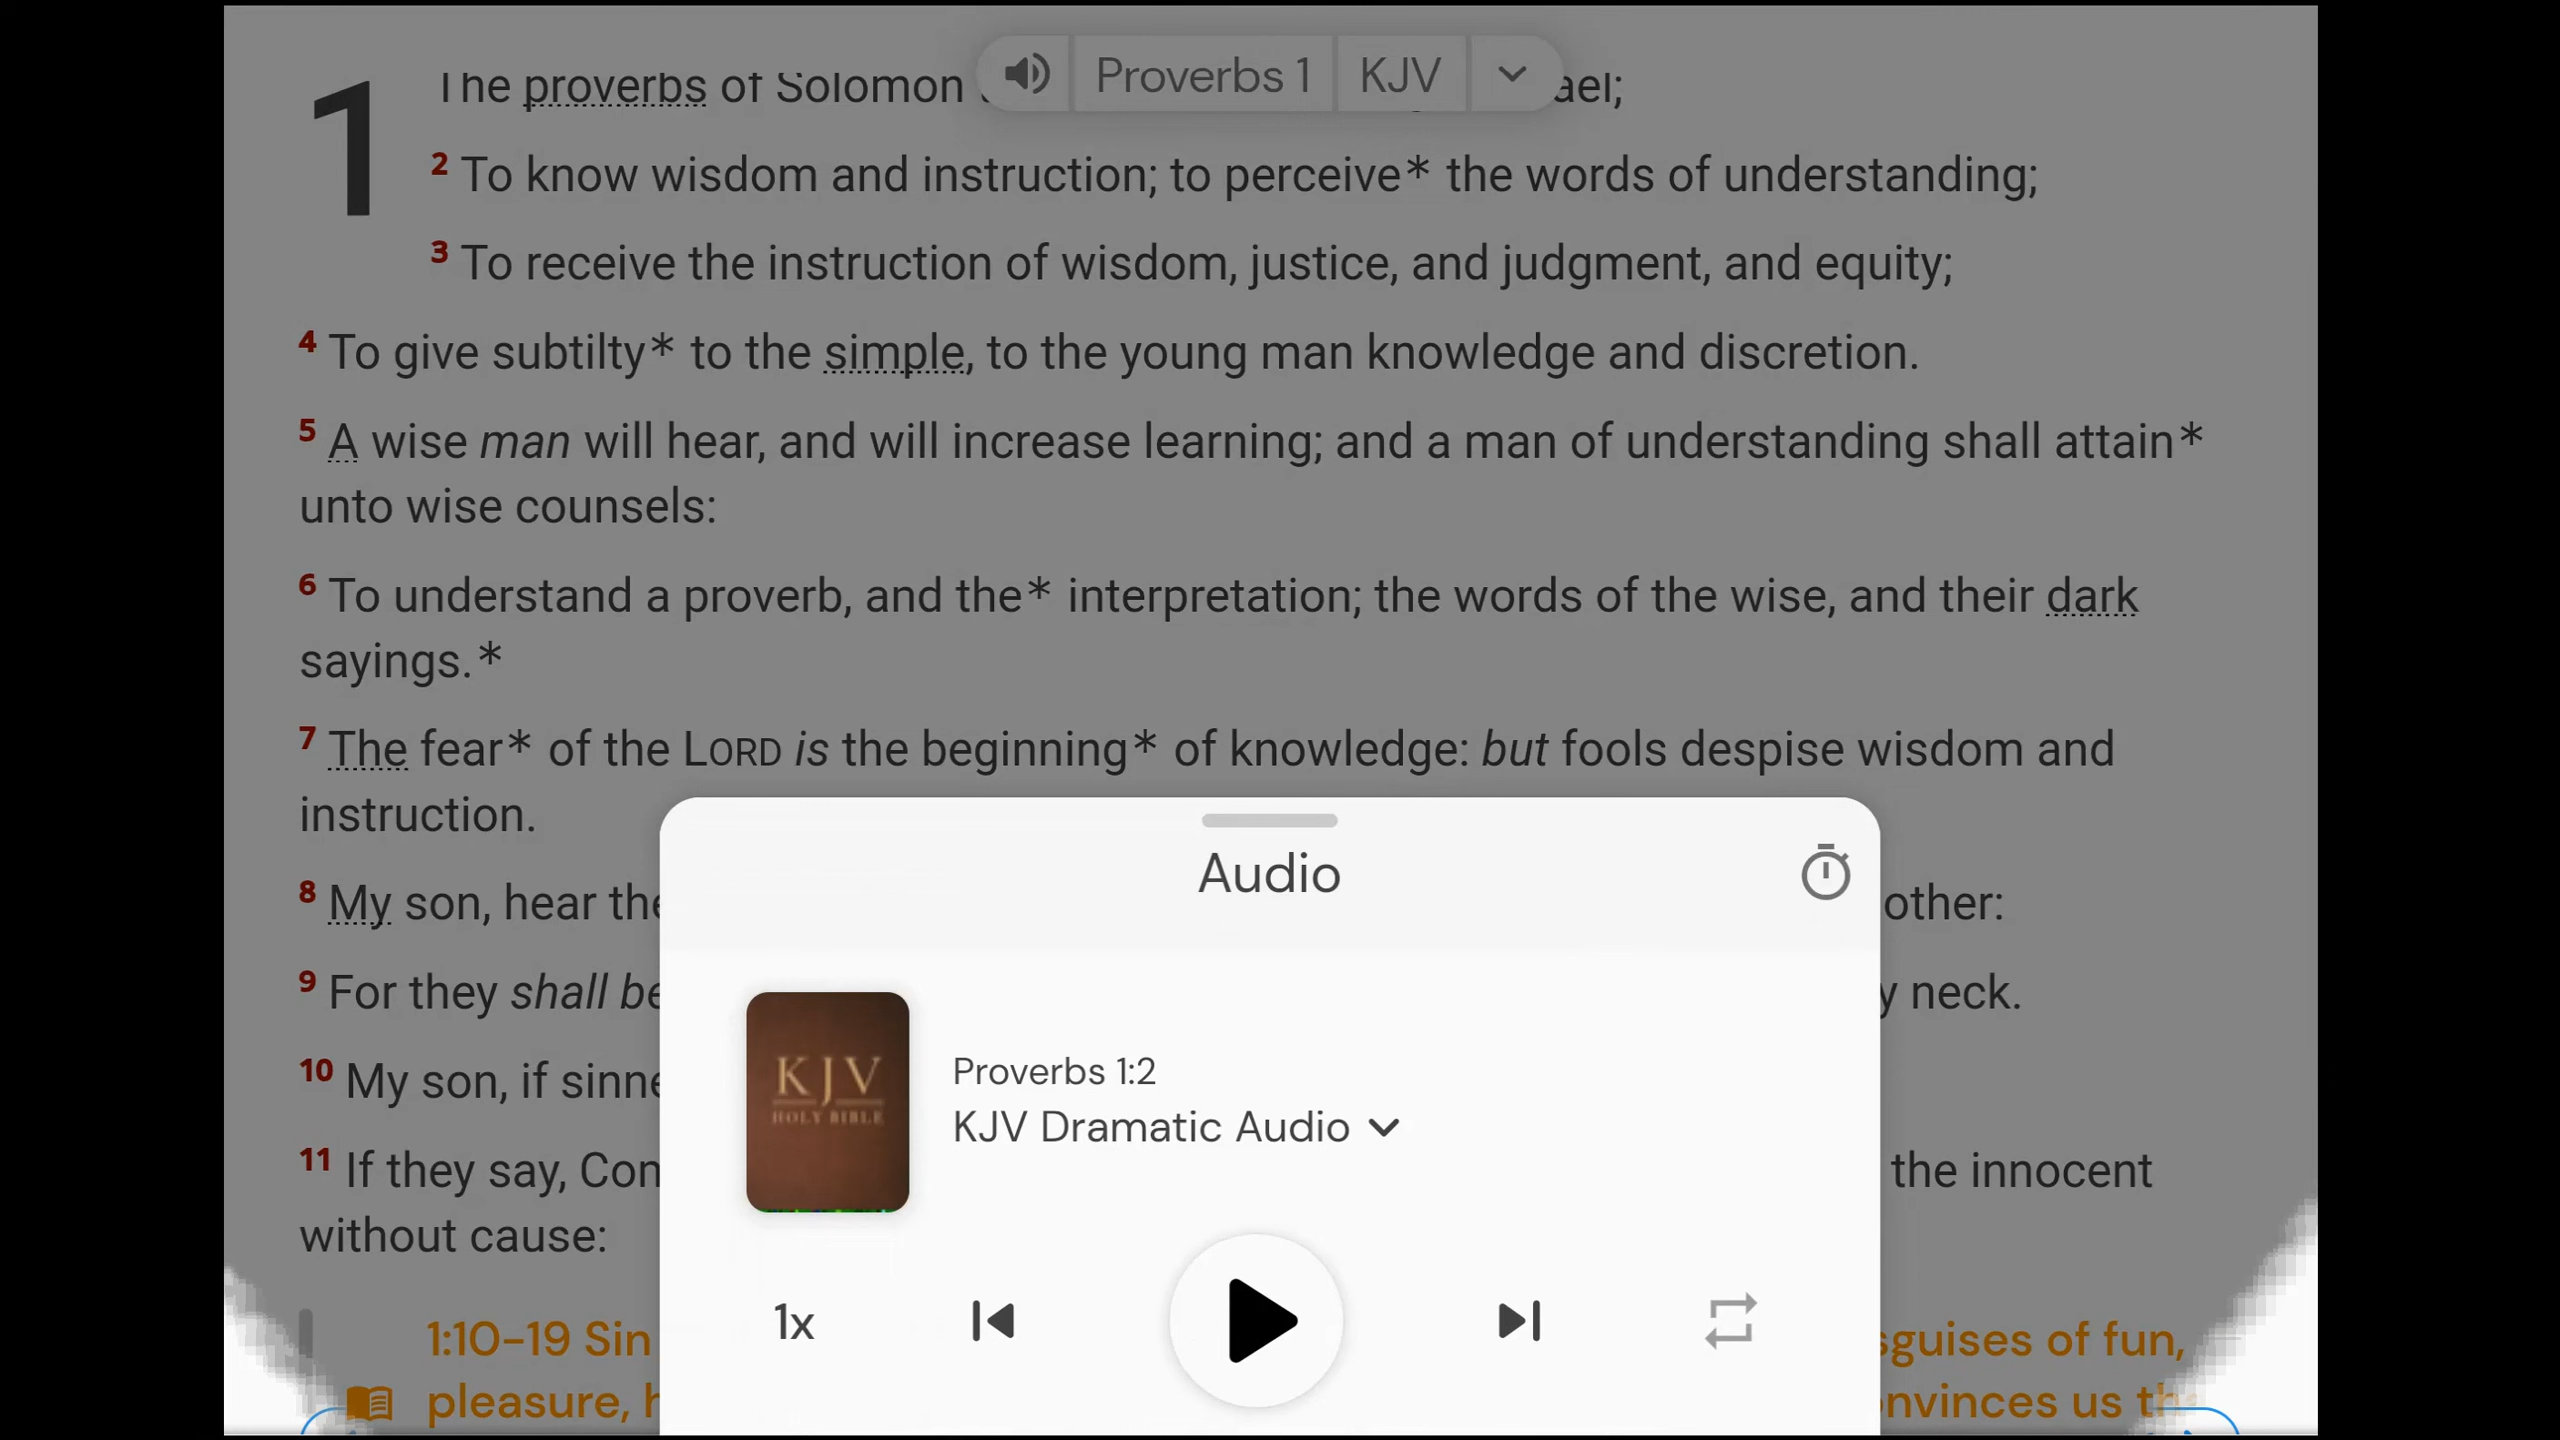 Proverbs 1 KJV
1 The proverbs of Solomon ael;
2 To know wisdom and instruction; to perceive* the words of understanding;
3 To receive the instruction of wisdom, justice, and judgment, and equity;
4 To give subtilty* to the simple, to the young man knowledge and discretion.
5 A wise man will hear, and will increase learning; and a man of understanding shall attain*
unto wise counsels:
6 To understand a proverb, and the* interpretation; the words of the wise, and their dark
sayings.*
7 The fear* of the LORD is the beginning* of knowledge: but fools despise wisdom and
instruction.
8 My son, hear the other:
9 For they shall be y neck.
10 My son, if sinne
11 If they say, Con the innocent
without cause:
1:10-19 Sin sguises of fun,
pleasure, h onvinces us th
Audio
KJV
HOLY BIBLE
Proverbs 1:2
KJV Dramatic Audio
1x